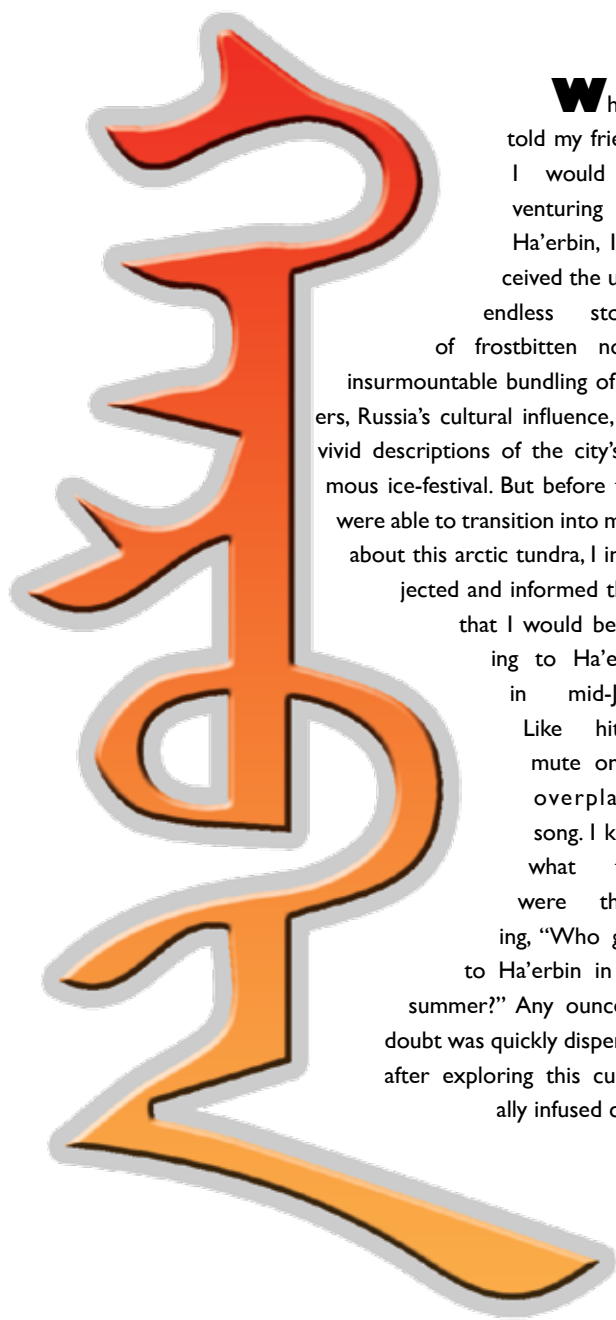 Wh
told my frie
I would
venturing
Ha’erbin, I
ceived the u
endless sto
of frostbitten no
insurmountable bundling of
ers, Russia’s cultural influence,
vivid descriptions of the city’s
mous ice-festival. But before
were able to transition into m
about this arctic tundra, I in
jected and informed th
that I would be
ing to Ha’e
in mid-J
Like hit
mute on
overpla
song. I k
what
were th
ing, “Who g
to Ha’erbin in
summer?” Any ounce
doubt was quickly disper
after exploring this cu
ally infused c